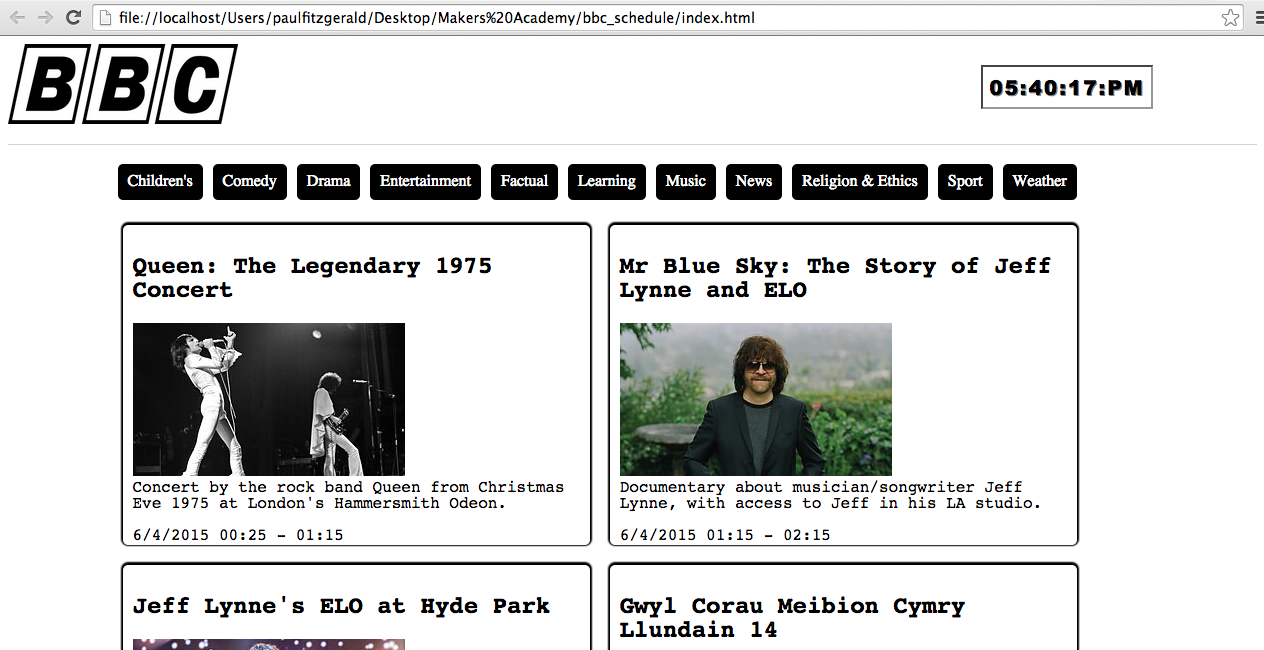 file://localhost/Users/paulfitzgerald/Desktop/Makers%20Academy/bbc_schedule/index.html
BBC
05:40:17:PM
Children's Comedy Drama Entertainment Factual Learning Music News Religion & Ethics Sport Weather
Queen: The Legendary 1975
Concert
Concert by the rock band Queen from Christmas
Eve 1975 at London's Hammersmith Odeon.
6/4/2015 00:25 - 01:15
Mr Blue Sky: The Story of Jeff
Lynne and ELO
Documentary about musician/songwriter Jeff
Lynne, with access to Jeff in his LA studio.
6/4/2015 01:15 - 02:15
Jeff Lynne's ELO at Hyde Park
Gwyl Corau Meibion Cymry
Llundain 14